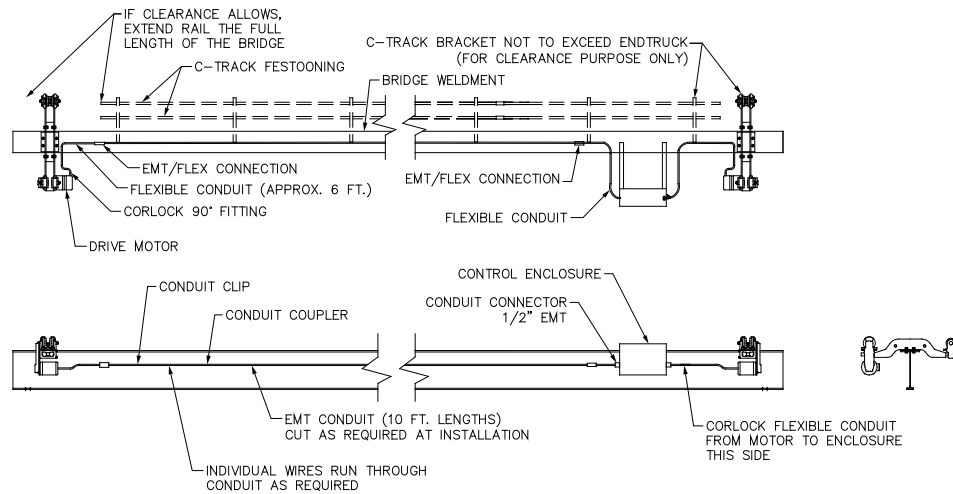 IF CLEARANCE ALLOWS,
EXTEND RAIL THE FULL
LENGTH OF THE BRIDGE
C-TRACK FESTOONING
C-TRACK BRACKET NOT TO EXCEED ENDTRUCK
(FOR CLEARANCE PURPOSE ONLY)
BRIDGE WELDMENT
EMT/FLEX CONNECTION
FLEXIBLE CONDUIT (APPROX. 6 FT.)
CORLOCK 90° FITTING
DRIVE MOTOR
EMT/FLEX CONNECTION
FLEXIBLE CONDUIT
CONDUIT CLIP
CONDUIT COUPLER
CONTROL ENCLOSURE
CONDUIT CONNECTOR
1/2" EMT
EMT CONDUIT (10 FT. LENGTHS)
CUT AS REQUIRED AT INSTALLATION
INDIVIDUAL WIRES RUN THROUGH
CONDUIT AS REQUIRED
CORLOCK FLEXIBLE CONDUIT
FROM MOTOR TO ENCLOSURE
THIS SIDE